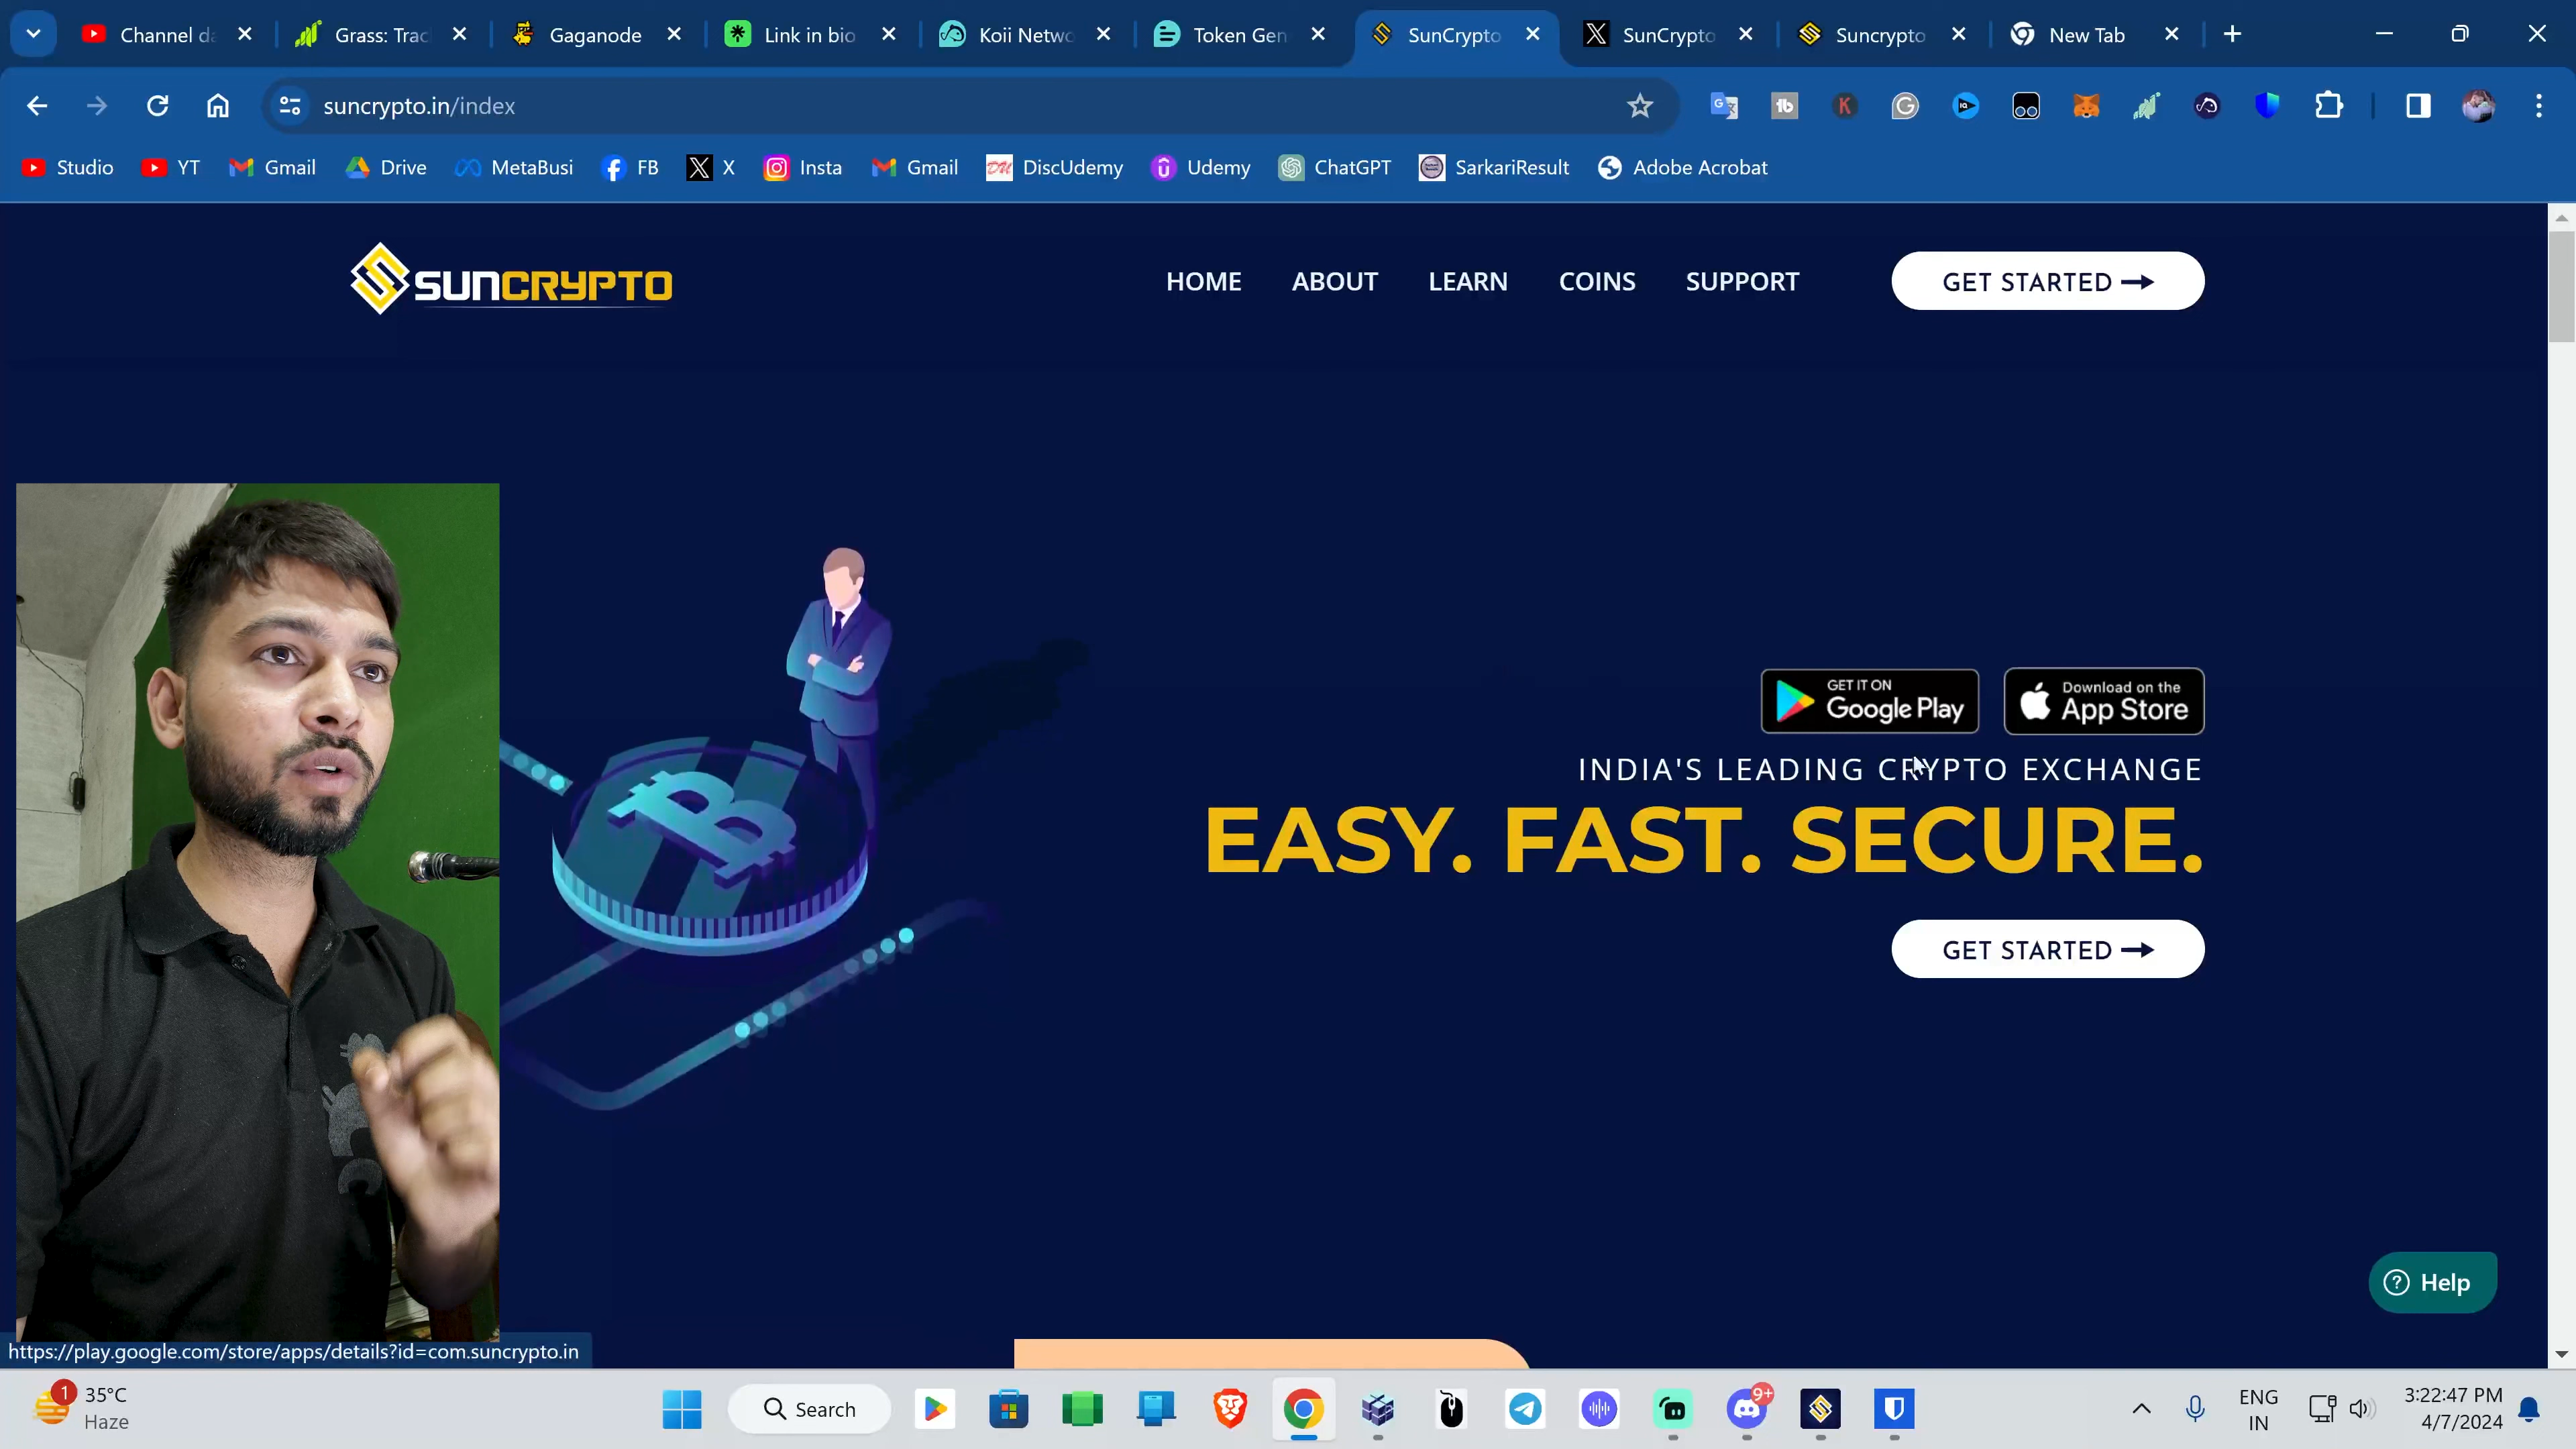 Channel da
Grass: Trac
Gaganode
Link in bio
Koii Netwo
Token Gen
SunCrypto
SunCrypto
Suncrypto
New Tab
suncrypto.in/index
Studio
YT
Gmail
Drive
MetaBusi
FB
X
Insta
Gmail
DiscUdemy
Udemy
ChatGPT
SarkariResult
Adobe Acrobat
SUNCRYPTO
HOME
ABOUT
LEARN
COINS
SUPPORT
GET STARTED
GET IT ON
Google Play
Download on the
App Store
INDIA'S LEADING CRYPTO EXCHANGE
EASY. FAST. SECURE.
GET STARTED
Help
https://play.google.com/store/apps/details?id=com.suncrypto.in
1
35°C
Haze
Search
9+
ENG
IN
3:22:47 PM
4/7/2024